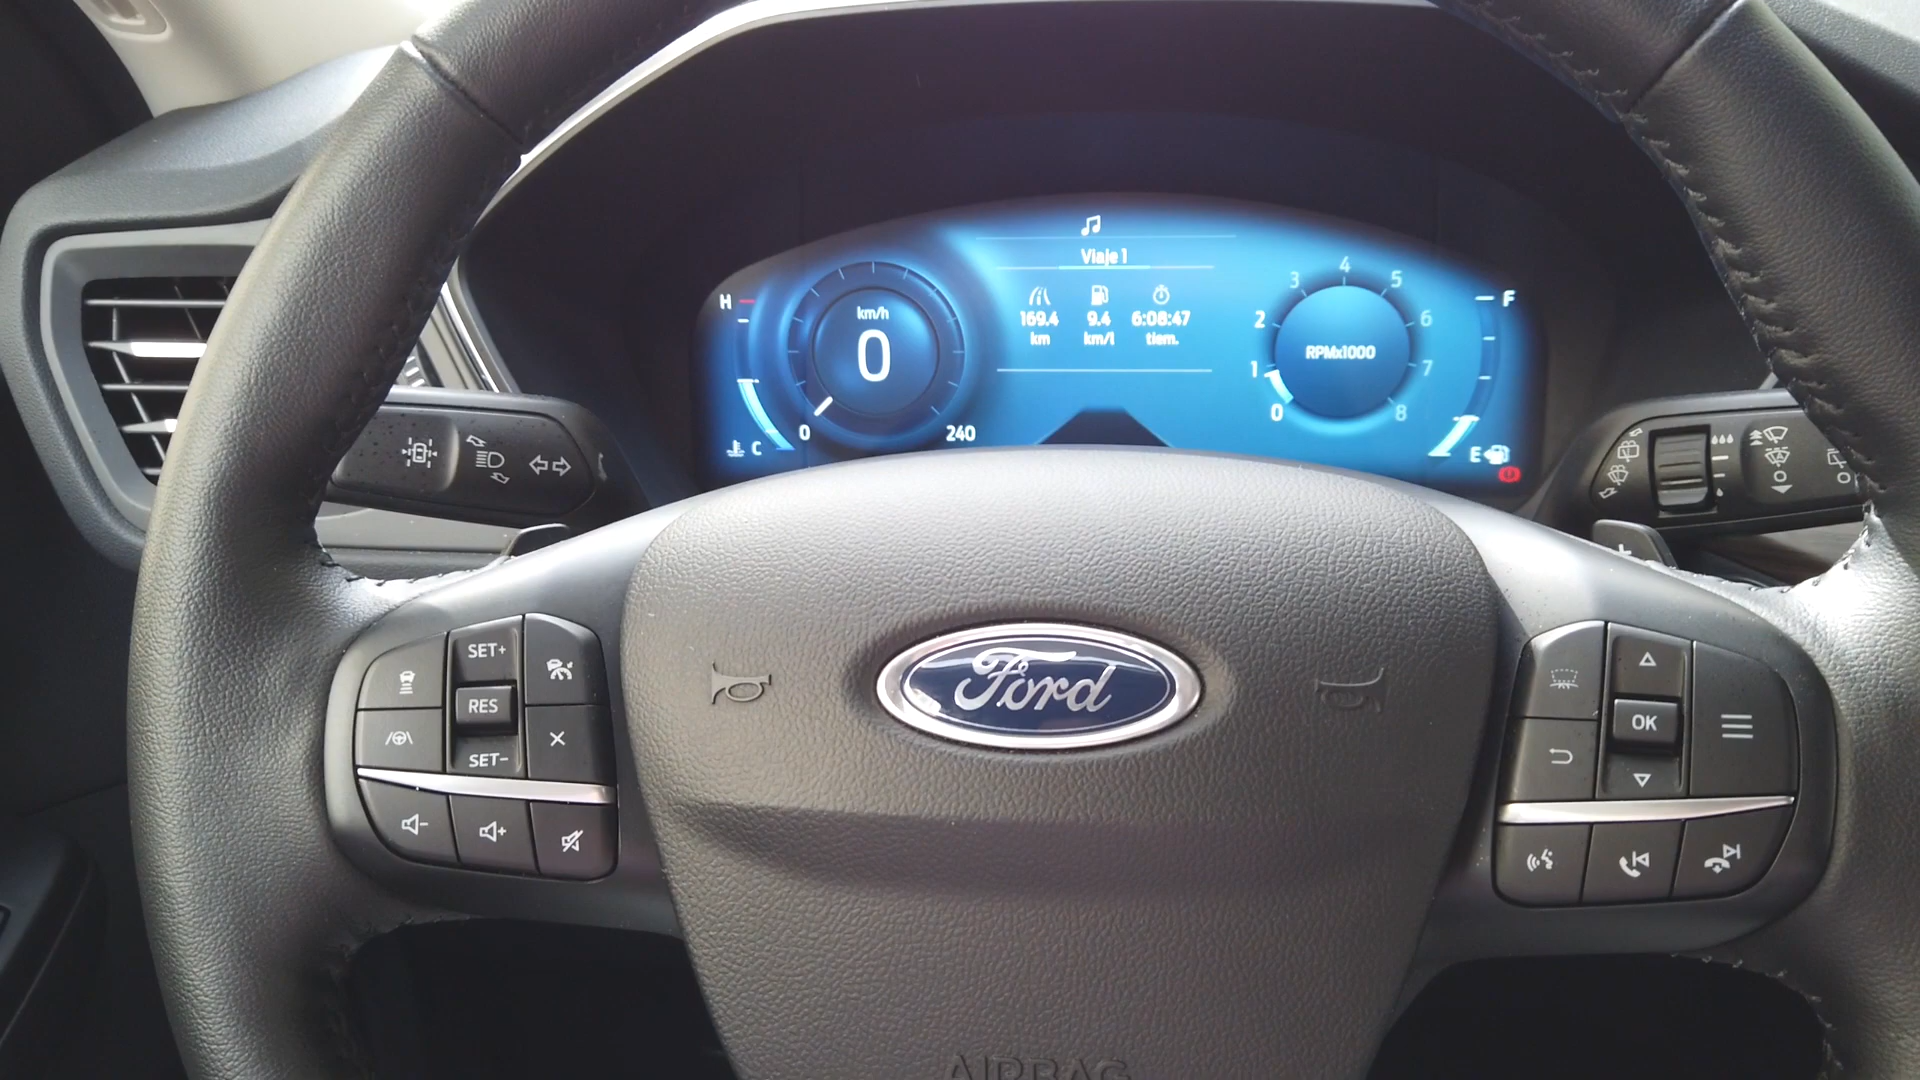 Viaje 1
H
km/h
0
169.4
9.4
6:08:47
km
km/l
tiem.
C
0
240
0
1
2
3
4
5
6
7
8
RPMx1000
F
E
SET+
RES
SET-
Ford
OK
AIRBAG